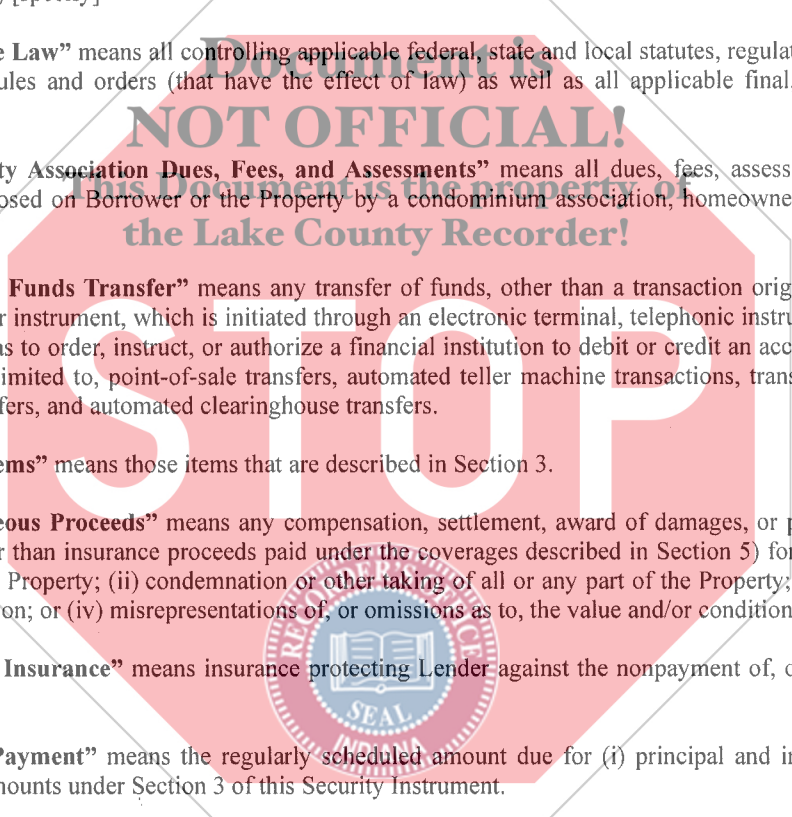 e Law” means all controlling applicable federal, state and local statutes, regulat
ules and orders (that have the effect of law) as well as all applicable final,
Document is
NOT OFFICIAL!
ty Association Dues, Fees, and Assessments” means all dues, fees, assess
This Document is the property of
osed on Borrower or the Property by a condominium association, homeowne
the Lake County Recorder!
Funds Transfer” means any transfer of funds, other than a transaction orig
r instrument, which is initiated through an electronic terminal, telephonic instru
as to order, instruct, or authorize a financial institution to debit or credit an acc
limited to, point-of-sale transfers, automated teller machine transactions, trans
fers, and automated clearinghouse transfers.
STOP
ems” means those items that are described in Section 3.
eous Proceeds” means any compensation, settlement, award of damages, or p
r than insurance proceeds paid under the coverages described in Section 5) for
Property; (ii) condemnation or other taking of all or any part of the Property;
on; or (iv) misrepresentations of, or omissions as to, the value and/or condition
RECORDER'S OFFICE
Insurance” means insurance protecting Lender against the nonpayment of, o
SEAL
INDIANA
Payment” means the regularly scheduled amount due for (i) principal and in
mounts under Section 3 of this Security Instrument.